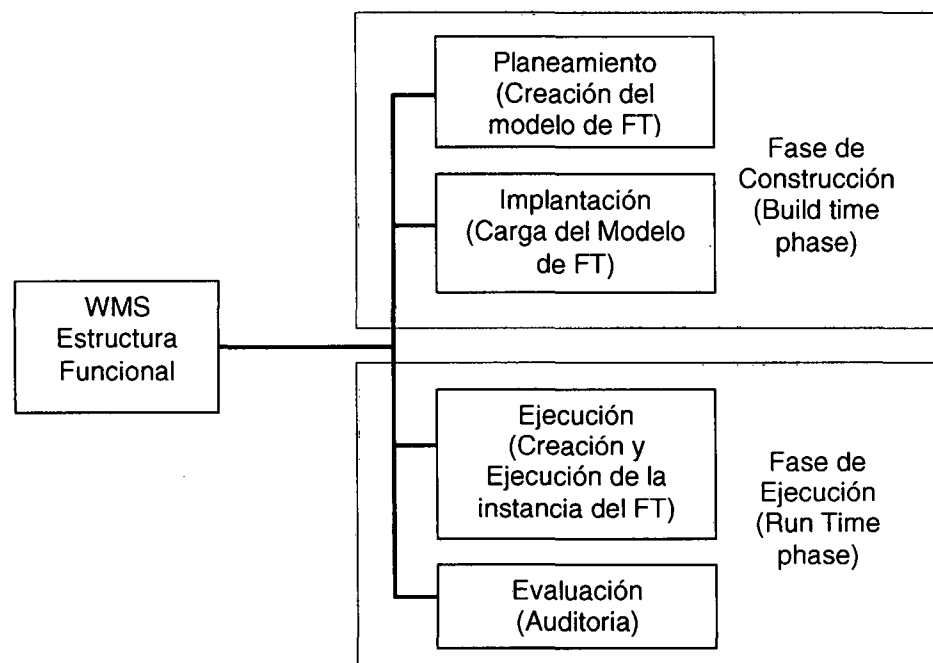 Planeamiento
(Creación del
modelo de FT)
Implantación
(Carga del Modelo
de FT)
Fase de
Construcción
(Build time
phase)
WMS
Estructura
Funcional
Ejecución
(Creación y
Ejecución de la
instancia del FT)
Evaluación
(Auditoria)
Fase de
Ejecución
(Run Time
phase)